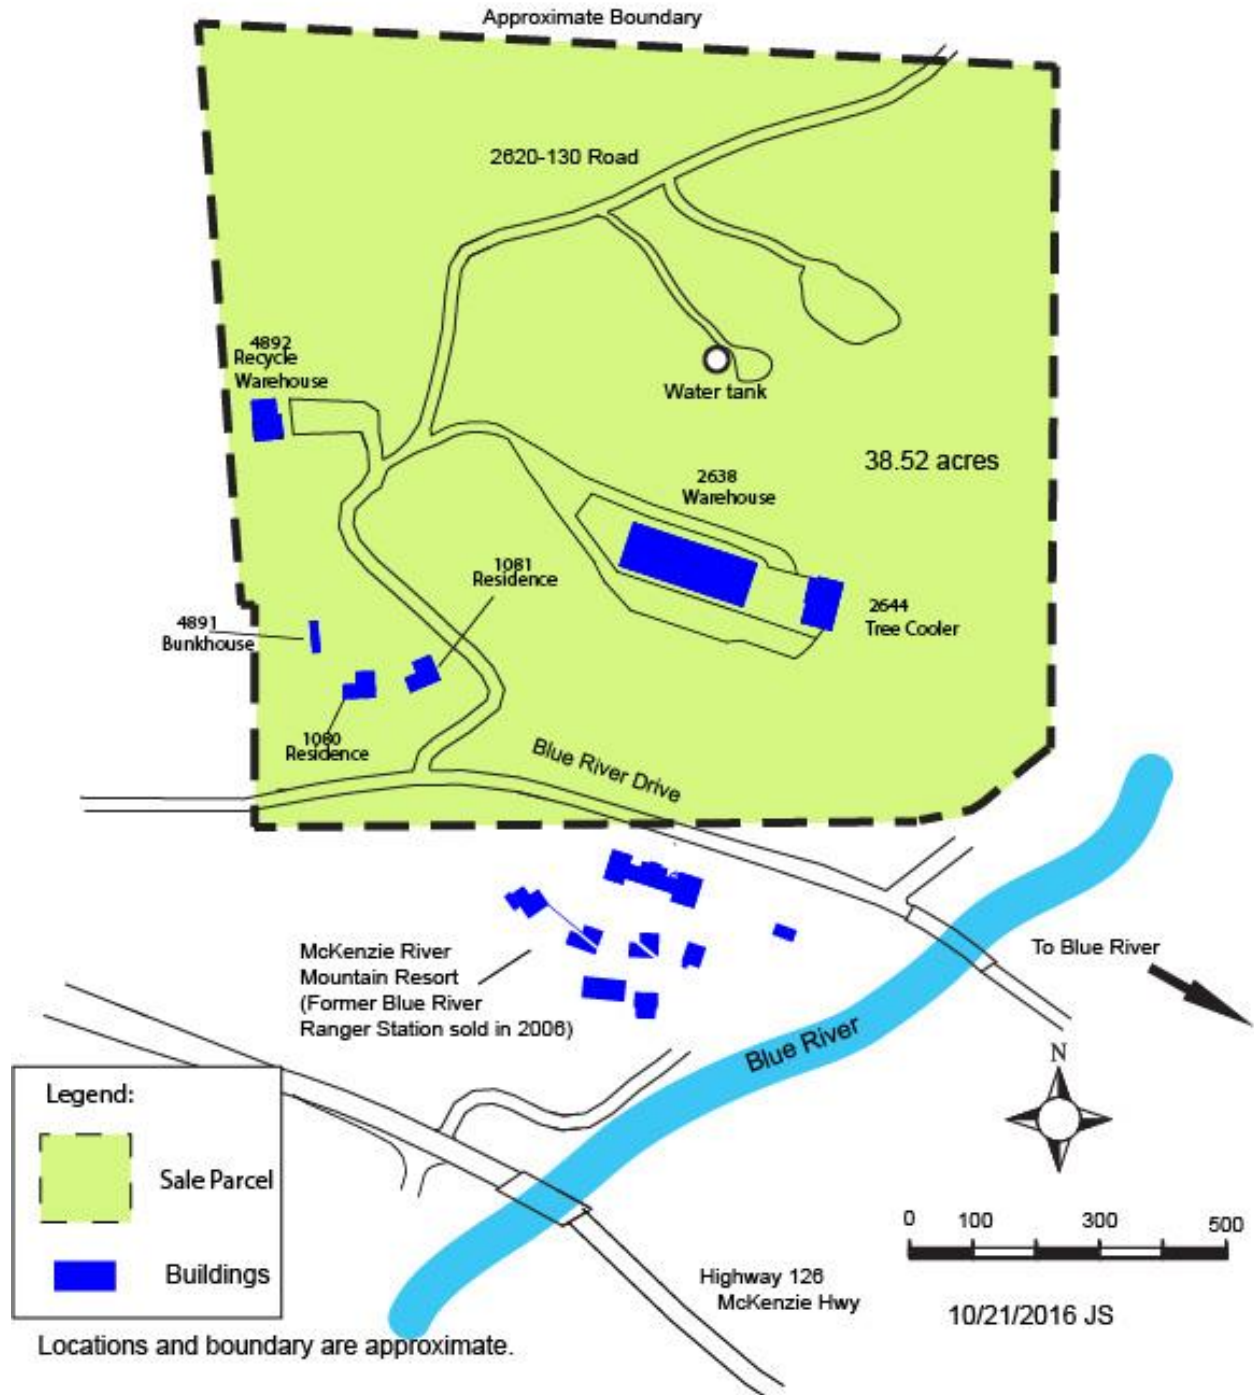 Approximate Boundary
2620-130 Road
4892
Recycle
Warehouse
Water tank
38.52 acres
2638
Warehouse
1081
Residence
2644
Tree Cooler
4891
Bunkhouse
1080
Residence
Blue River Drive
McKenzie River
Mountain Resort
(Former Blue River
Ranger Station sold in 2006)
To Blue River
Blue River
N
Legend:
Sale Parcel
Buildings
0 100 300 500
Highway 126
McKenzie Hwy
10/21/2016 JS
Locations and boundary are approximate.